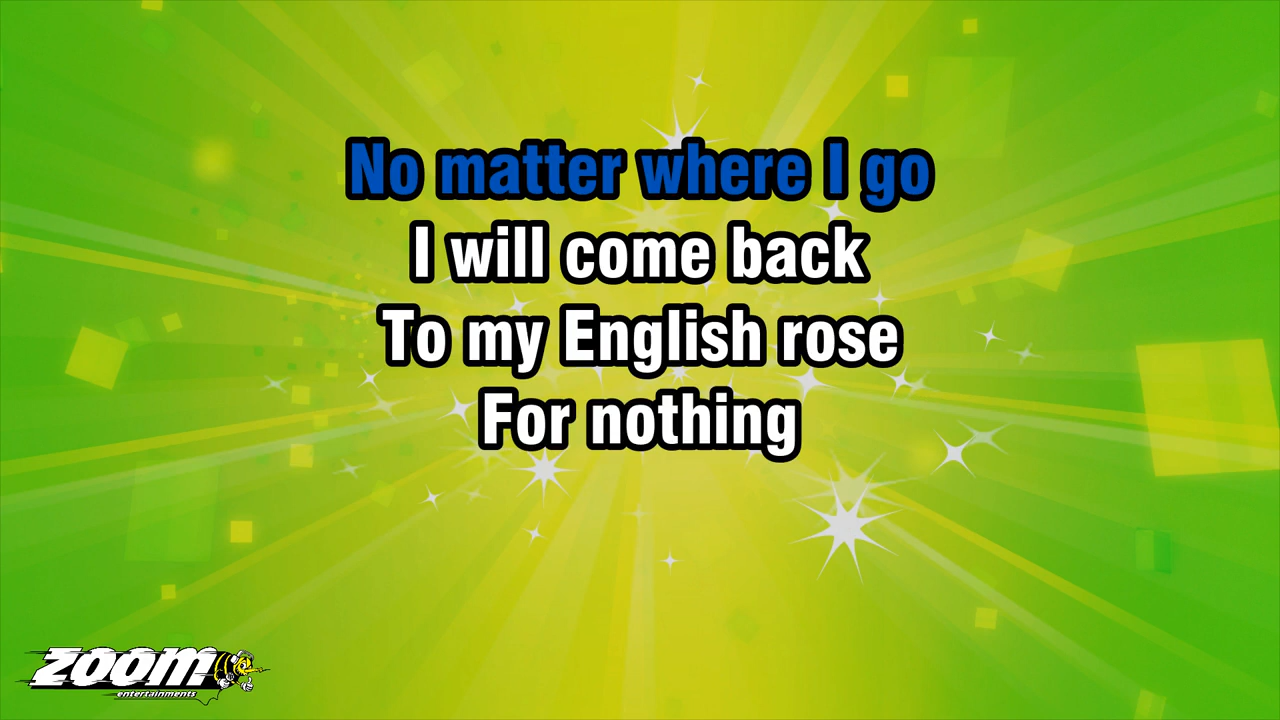 No matter where I go
I will come back
To my English rose
For nothing
zoom
entertainments